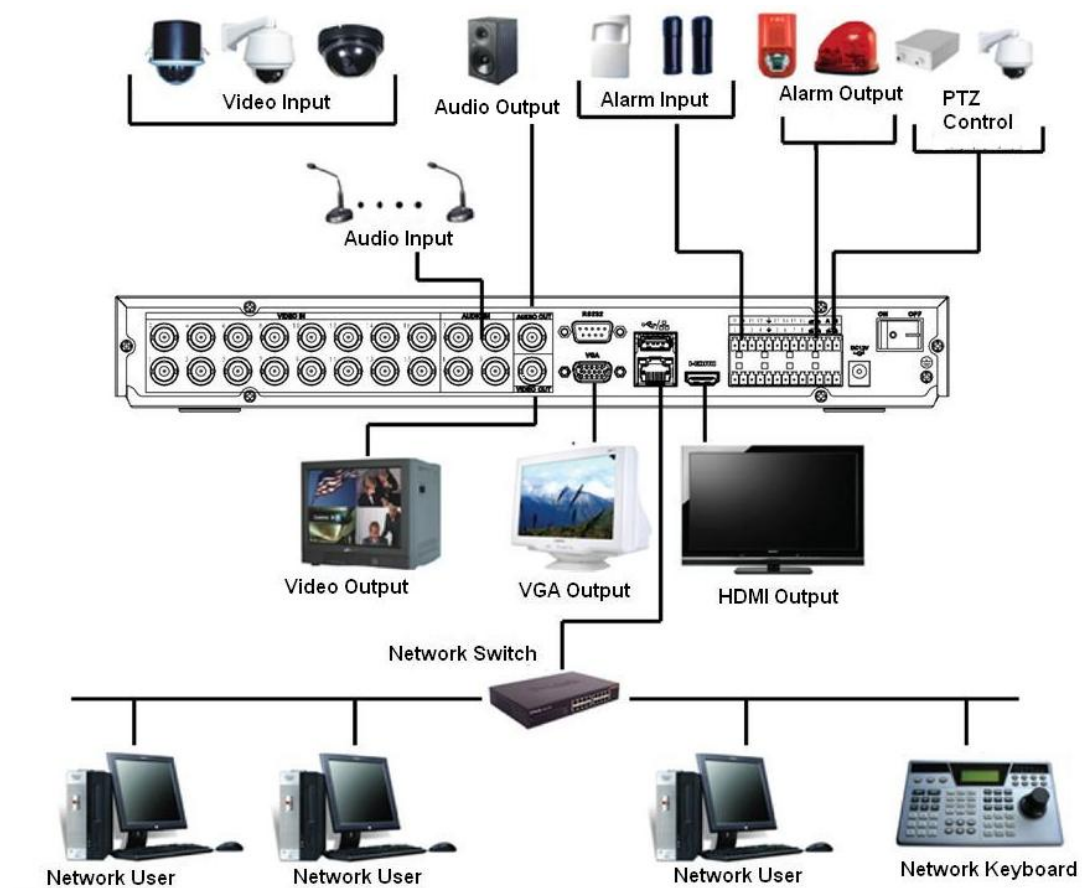 Video Input
Audio Output
Alarm Input
Alarm Output
PTZ
Control
Audio Input
VIDEO IN
AUDIO IN
AUDIO OUT
RS232
VGA
VIDEO OUT
ON OFF
DC12V
Video Output
VGA Output
HDMI Output
Network Switch
Network User
Network User
Network User
Network Keyboard